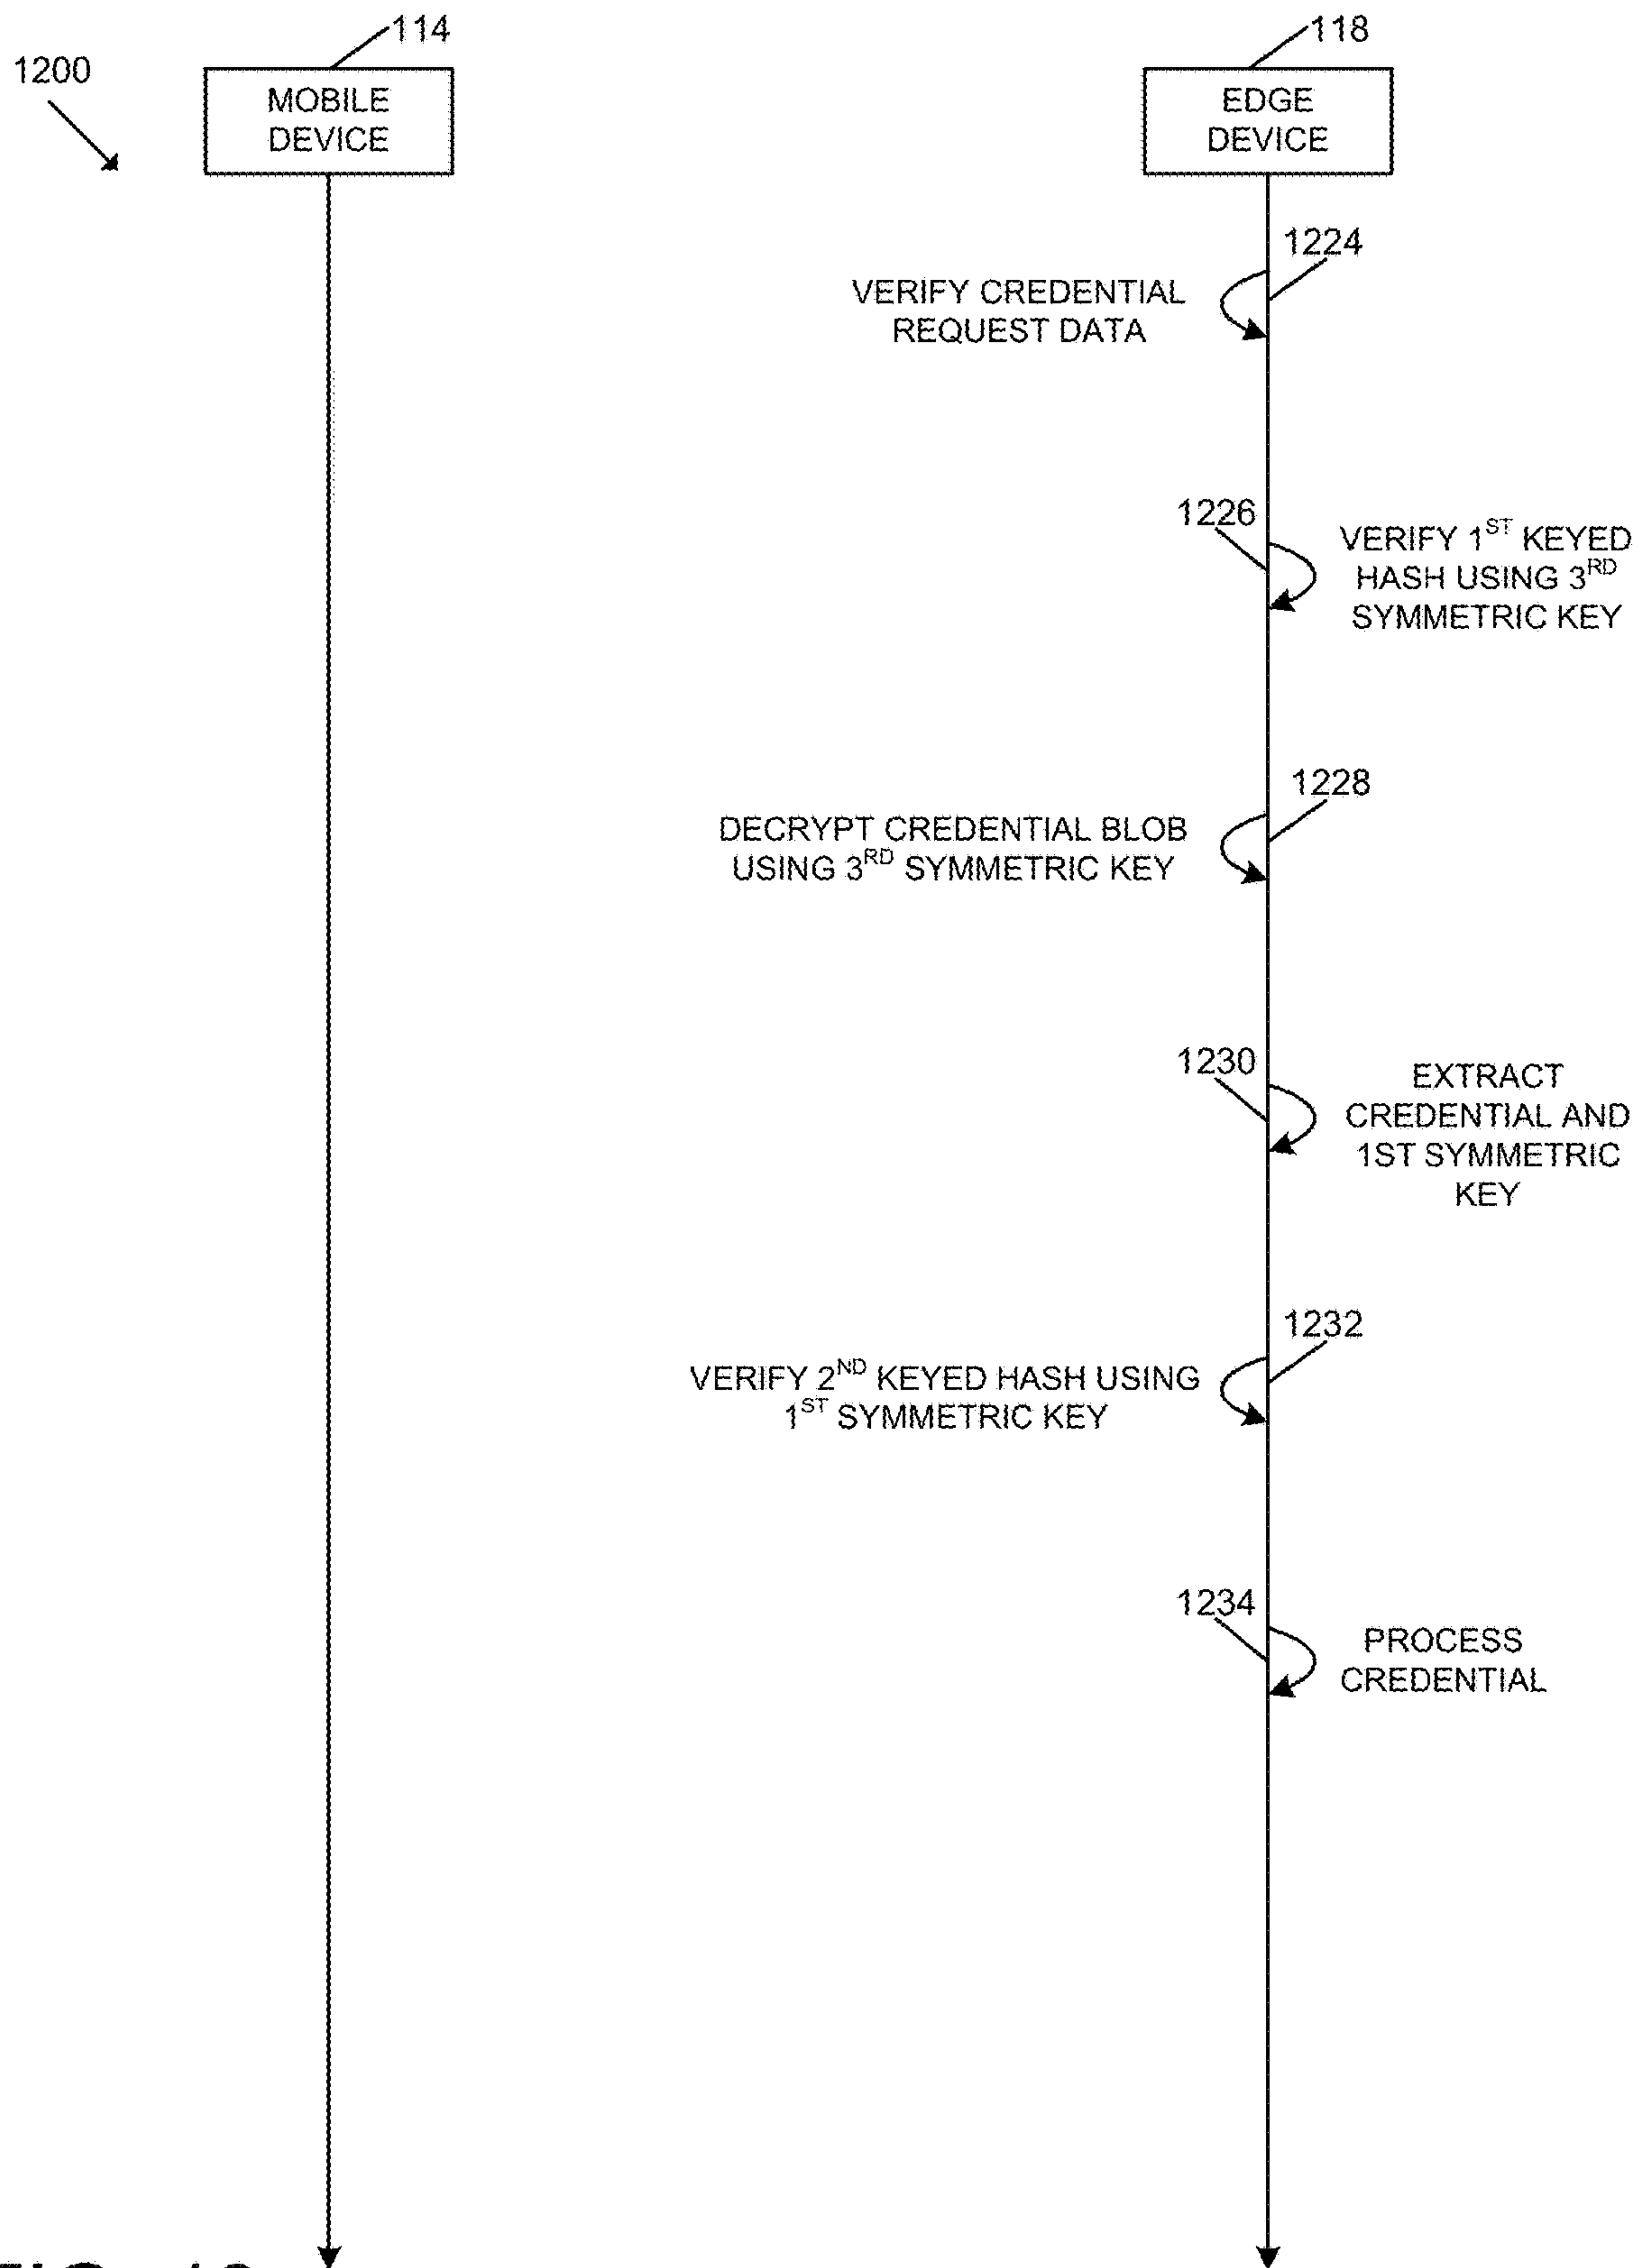 114
118
1200
MOBILE
DEVICE
EDGE
DEVICE
1224
VERIFY CREDENTIAL
REQUEST DATA
1226
VERIFY 1ST KEYED
HASH USING 3RD
SYMMETRIC KEY
1228
DECRYPT CREDENTIAL BLOB
USING 3RD SYMMETRIC KEY
1230
EXTRACT
CREDENTIAL AND
1ST SYMMETRIC
KEY
1232
VERIFY 2ND KEYED HASH USING
1ST SYMMETRIC KEY
1234
PROCESS
CREDENTIAL